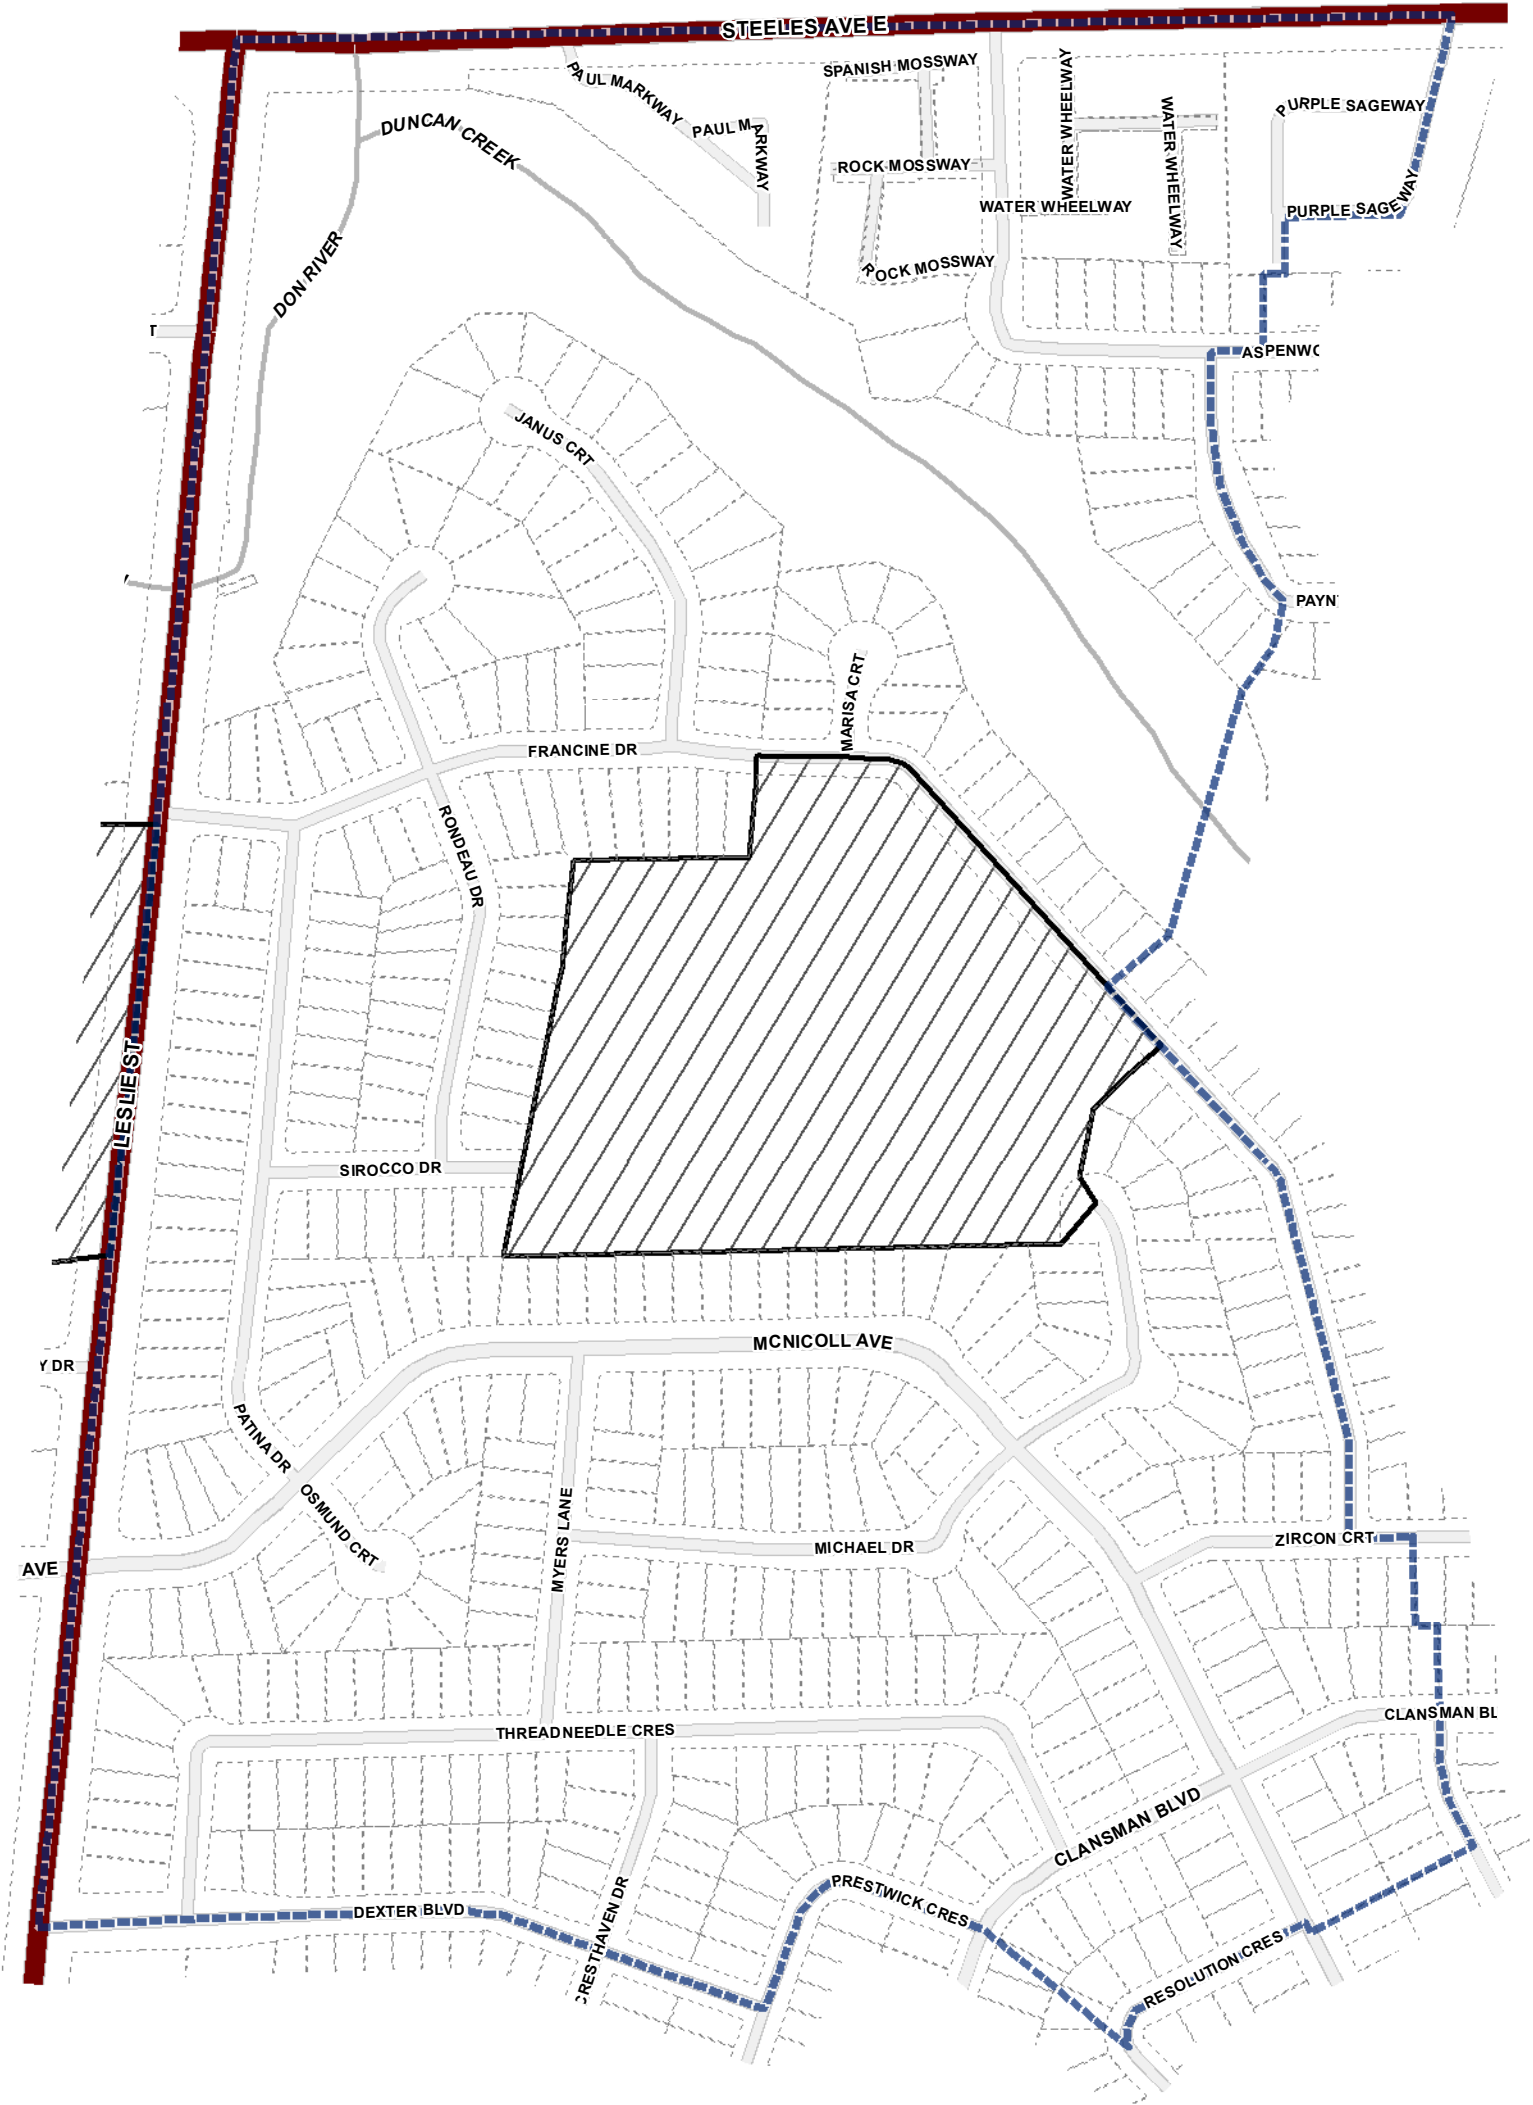 STEELES AVE E
SPANISH MOSSWAY
PAUL MARKWAY
WATER WHEELWAY
WATER WHEELWAY
PURPLE SAGEWAY
DUNCAN CREEK
PAUL MARKWAY
ROCK MOSSWAY
WATER WHEELWAY
PURPLE SAGEWAY
DON RIVER
ROCK MOSSWAY
T
ASPENWO
JANUS CRT
PAYN
MARISA CRT
FRANCINE DR
RONDEAU DR
LESLIE ST
SIROCCO DR
MCNICOLL AVE
Y DR
PATINA DR
OSMUND CRT
MYERS LANE
MICHAEL DR
ZIRCON CRT
AVE
CLANSMAN BL
THREADNEEDLE CRES
CLANSMAN BLVD
PRESTWICK CRES
DEXTER BLVD
CRESTHAVEN DR
RESOLUTION CRES